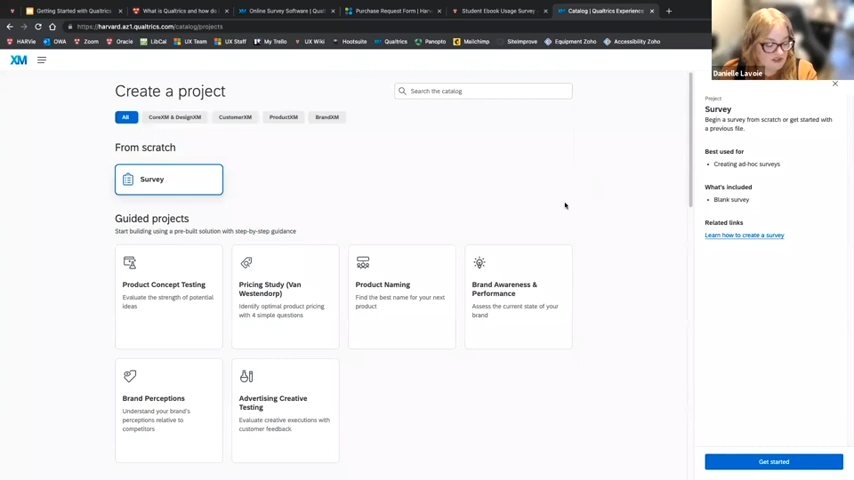 Getting Started with Qualtrics
What is Qualtrics and how do
Online Survey Software | Qual
Purchase Request Form | Har
Student Ebook Usage Survey
Catalog | Qualtrics Experience
https://harvard.az1.qualtrics.com/catalog/projects
HARVie
OWA
Zoom
Oracle
LibCal
UX Team
UX Staff
My Trello
UX Wiki
Hootsuite
Qualtrics
Panopto
Mailchimp
SiteImprove
Equipment Zoho
Accessibility Zoho
Danielle Lavoie
XM
Create a project
Search the catalog
All
CoreXM & DesignXM
CustomerXM
ProductXM
BrandXM
From scratch
Survey
Guided projects
Start building using a pre-built solution with step-by-step guidance
Product Concept Testing
Evaluate the strength of potential
ideas
Pricing Study (Van
Westendorp)
Identify optimal product pricing
with 4 simple questions
Product Naming
Find the best name for your next
product
Brand Awareness &
Performance
Assess the current state of your
brand
Brand Perceptions
Understand your brand's
perceptions relative to
competitors
Advertising Creative
Testing
Evaluate creative executions with
customer feedback
Project
Survey
Begin a survey from scratch or get started with
a previous file.
Best used for
• Creating ad-hoc surveys
What's included
• Blank survey
Related links
Learn how to create a survey
Get started